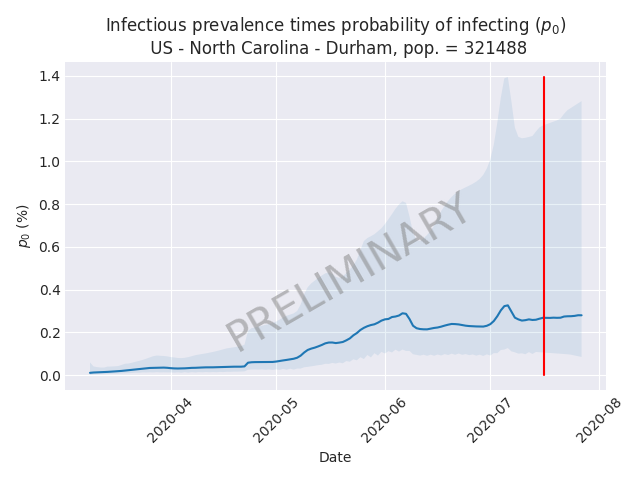 Infectious prevalence times probability of infecting (p₀)
US - North Carolina - Durham, pop. = 321488
1.4
1.2
1.0
0.8
0.6
0.4
0.2
0.0
p₀ (%)
PRELIMINARY
2020-04
2020-05
2020-06
2020-07
2020-08
Date